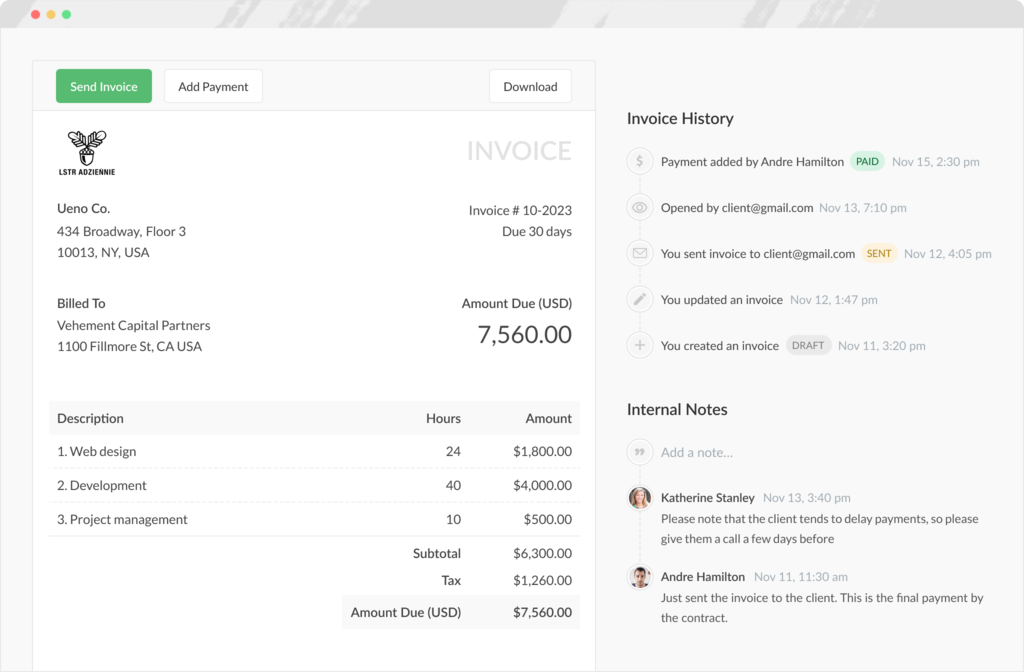 Send Invoice
Add Payment
Download
LSTR ADZIENNIE
INVOICE
Ueno Co.
434 Broadway, Floor 3
10013, NY, USA
Invoice # 10-2023
Due 30 days
Billed To
Vehement Capital Partners
1100 Fillmore St, CA USA
Amount Due (USD)
7,560.00
Description Hours Amount
1. Web design 24 $1,800.00
2. Development 40 $4,000.00
3. Project management 10 $500.00
Subtotal $6,300.00
Tax $1,260.00
Amount Due (USD) $7,560.00
Invoice History
$ Payment added by Andre Hamilton PAID Nov 15, 2:30 pm
Opened by client@gmail.com Nov 13, 7:10 pm
You sent invoice to client@gmail.com SENT Nov 12, 4:05 pm
You updated an invoice Nov 12, 1:47 pm
You created an invoice DRAFT Nov 11, 3:20 pm
Internal Notes
Add a note...
Katherine Stanley Nov 13, 3:40 pm
Please note that the client tends to delay payments, so please
give them a call a few days before
Andre Hamilton Nov 11, 11:30 am
Just sent the invoice to the client. This is the final payment by
the contract.